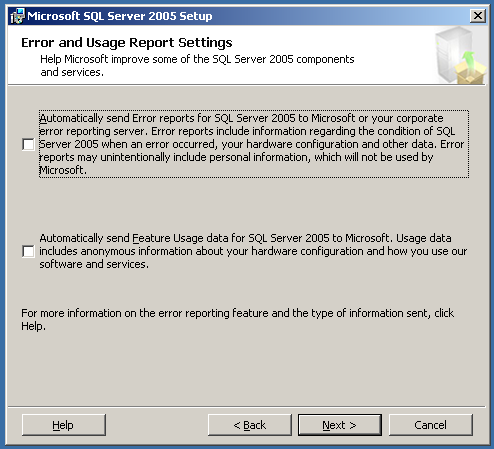 Microsoft SQL Server 2005 Setup
Error and Usage Report Settings
Help Microsoft improve some of the SQL Server 2005 components
and services.
Automatically send Error reports for SQL Server 2005 to Microsoft or your corporate
error reporting server. Error reports include information regarding the condition of SQL
Server 2005 when an error occurred, your hardware configuration and other data. Error
reports may unintentionally include personal information, which will not be used by
Microsoft.
Automatically send Feature Usage data for SQL Server 2005 to Microsoft. Usage data
includes anonymous information about your hardware configuration and how you use our
software and services.
For more information on the error reporting feature and the type of information sent, click
Help.
Help
< Back
Next >
Cancel